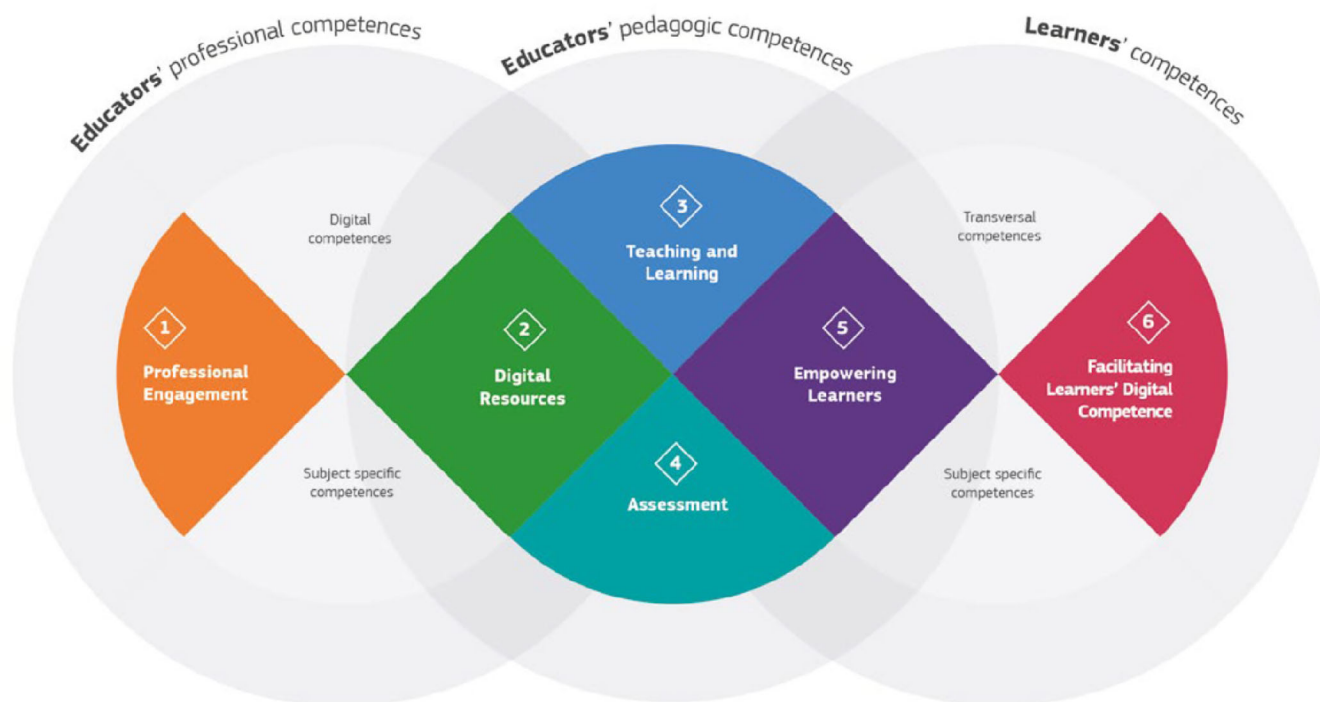 Educators' professional competences
Educators' pedagogic competences
Learners' competences
Digital
competences
Subject specific
competences
1
Professional
Engagement
2
Digital
Resources
3
Teaching and
Learning
4
Assessment
5
Empowering
Learners
Transversal
competences
Subject specific
competences
6
Facilitating
Learners' Digital
Competence